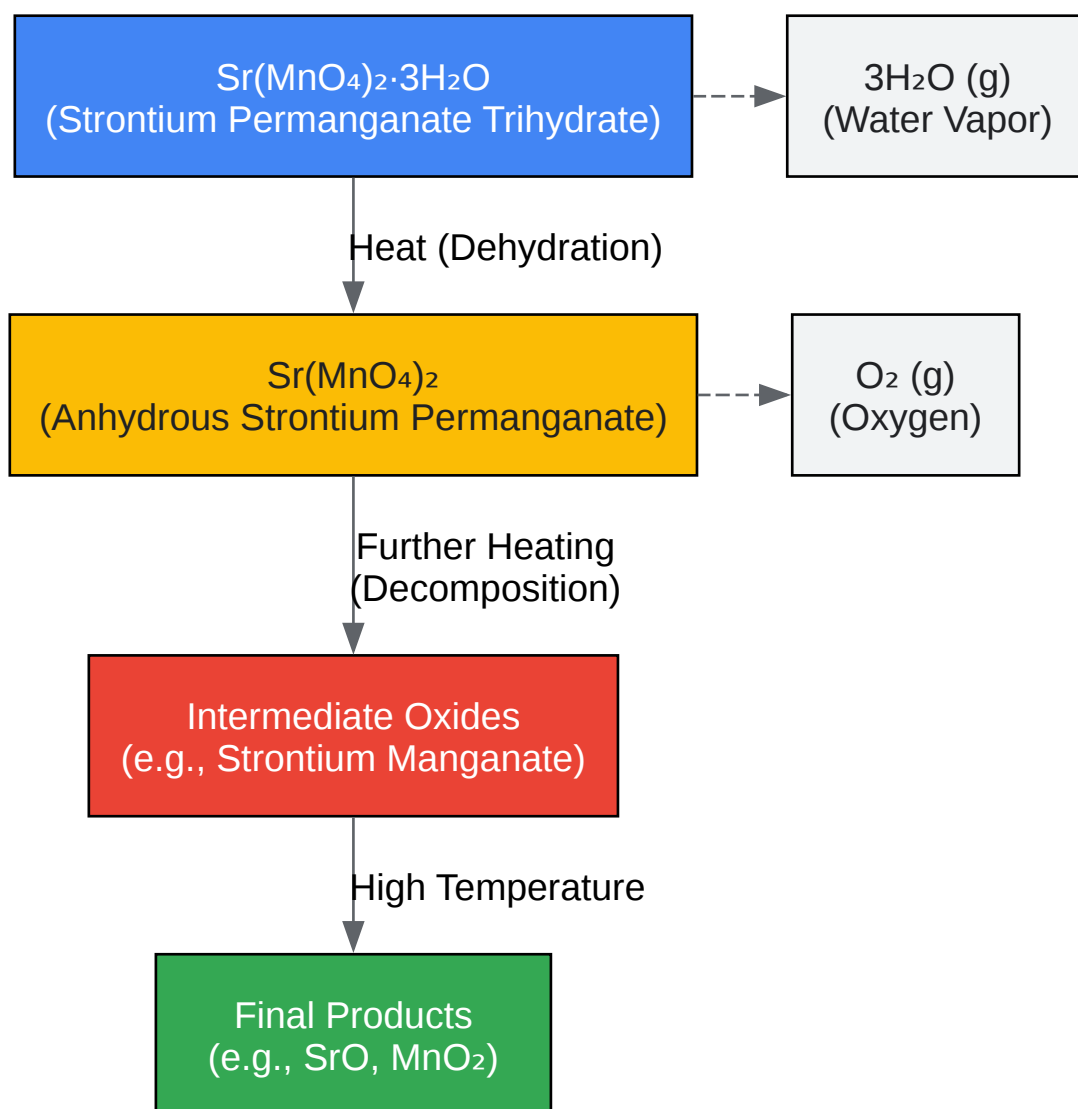 Sr(MnO₄)₂·3H₂O
(Strontium Permanganate Trihydrate)
3H₂O (g)
(Water Vapor)
Heat (Dehydration)
Sr(MnO₄)₂
(Anhydrous Strontium Permanganate)
O₂ (g)
(Oxygen)
Further Heating
(Decomposition)
Intermediate Oxides
(e.g., Strontium Manganate)
High Temperature
Final Products
(e.g., SrO, MnO₂)